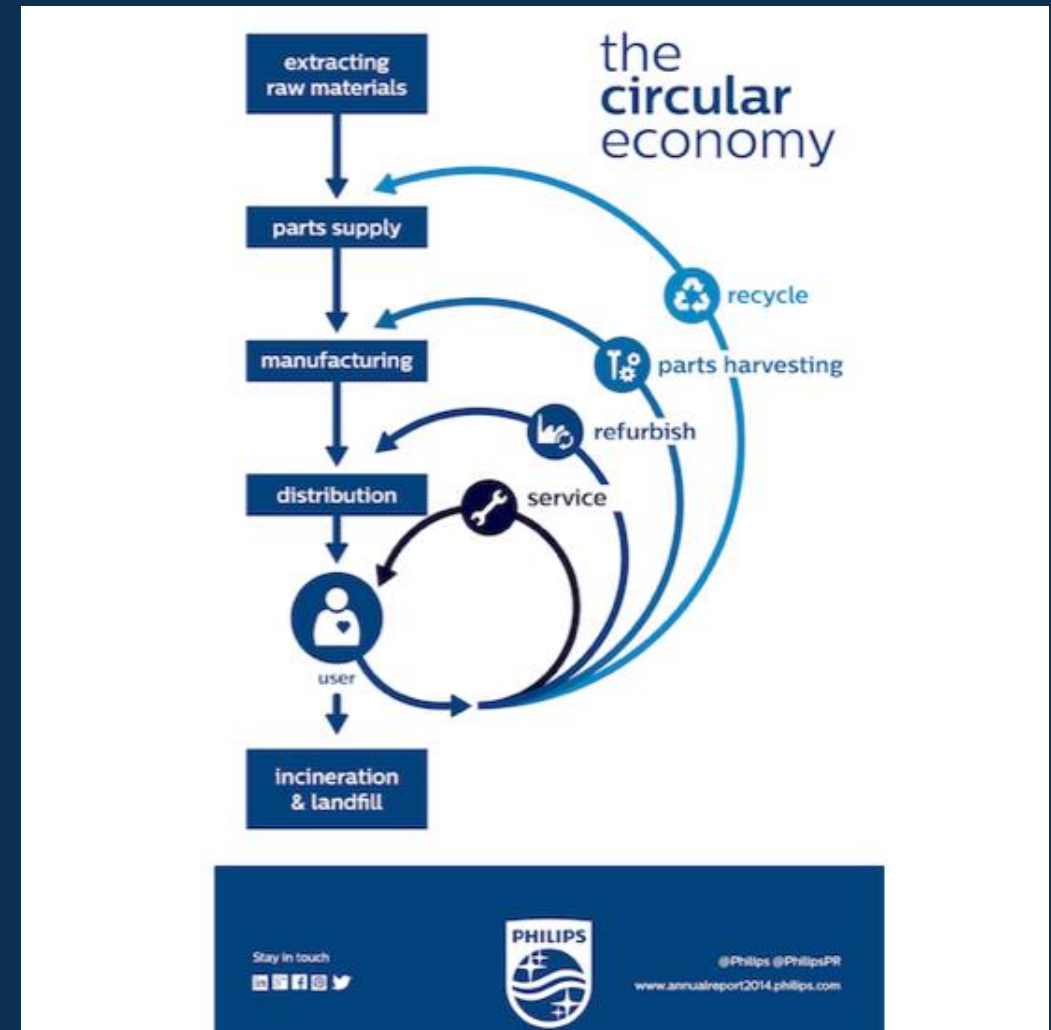 the
circular
economy
extracting
raw materials
parts supply
recycle
manufacturing
parts harvesting
refurbish
distribution
service
user
incineration
& landfill
Stay in touch
PHILIPS
@Philips @PhilipsPR
www.annualreport2014.philips.com